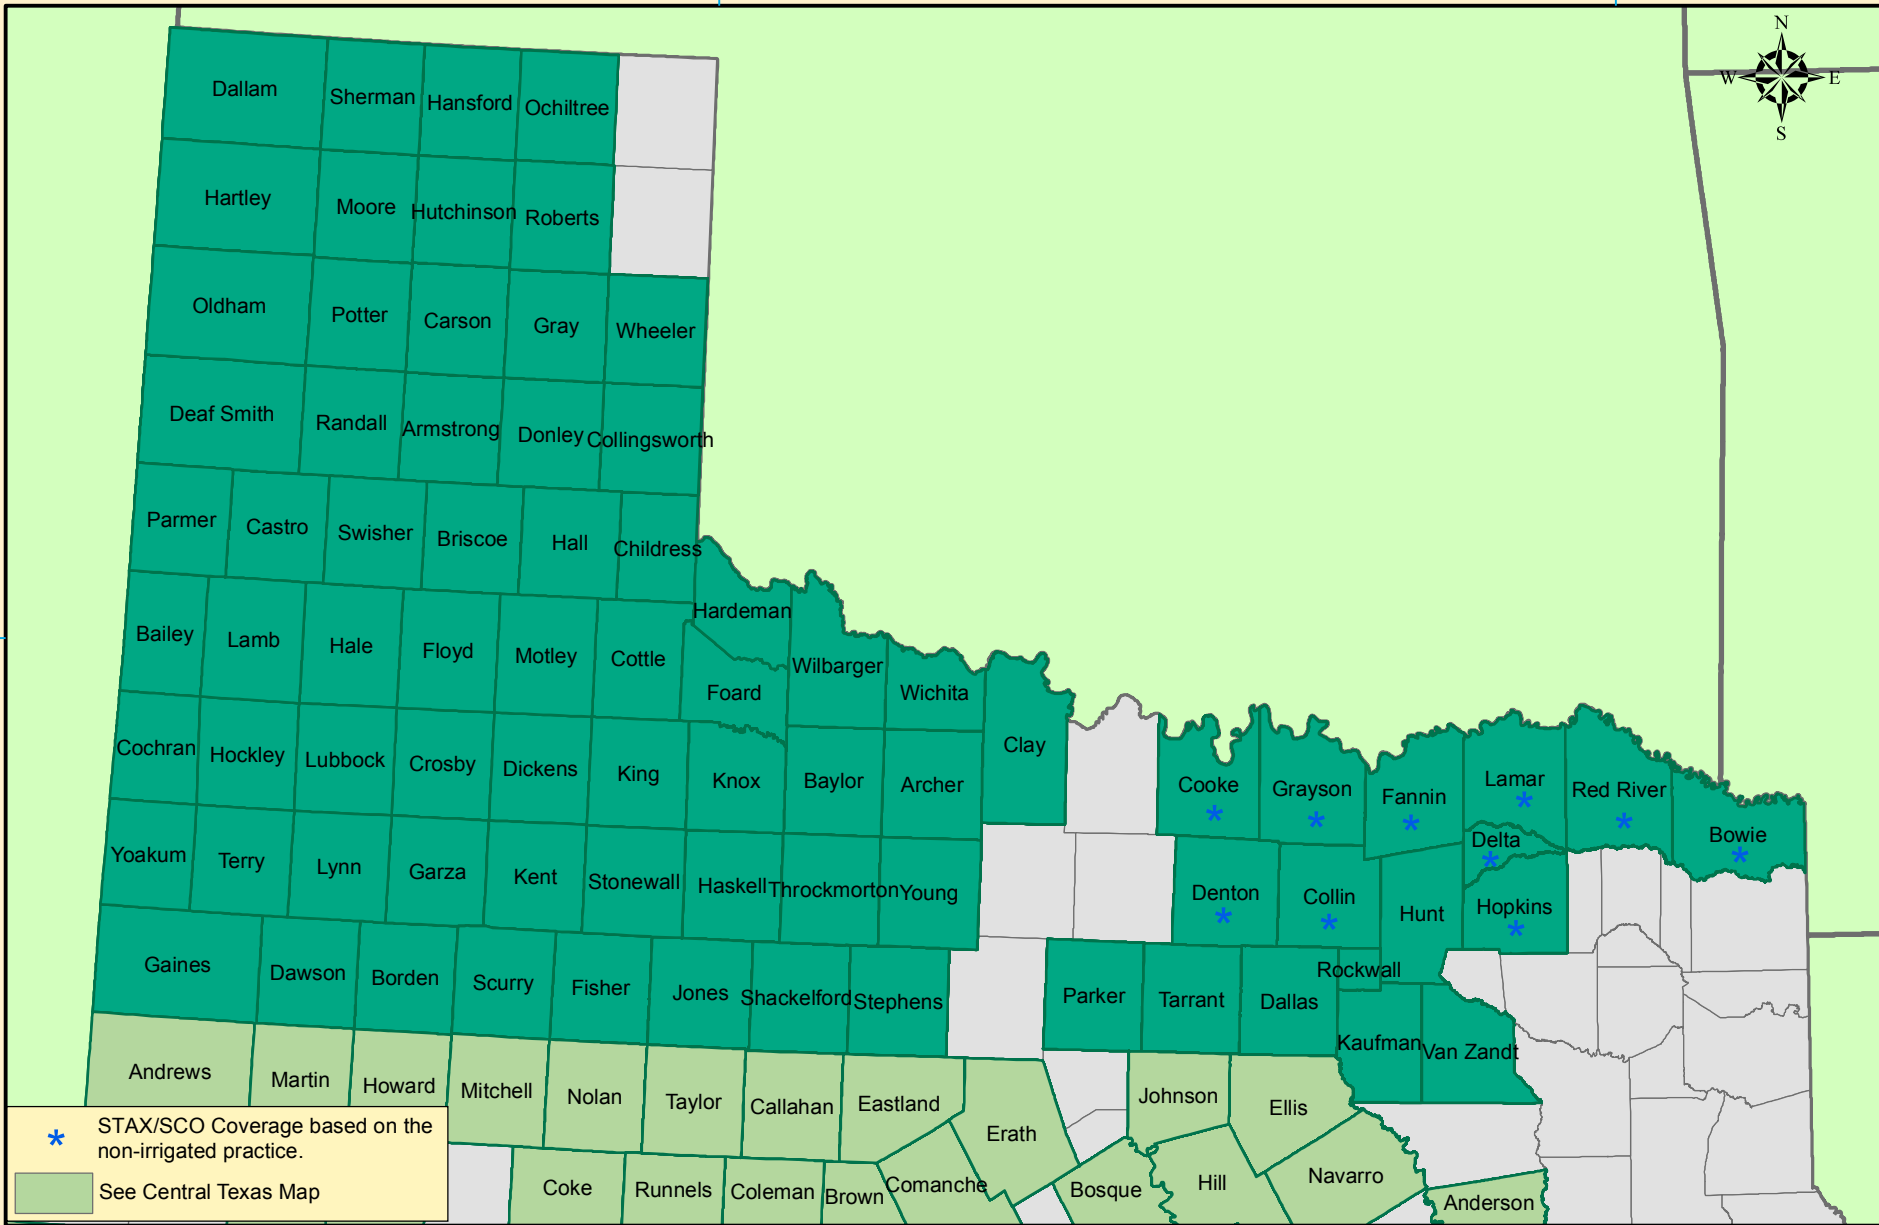 N
W E
S
Dallam Sherman Hansford Ochiltree
Hartley Moore Hutchinson Roberts
Oldham Potter Carson Gray Wheeler
Deaf Smith Randall Armstrong Donley Collingsworth
Parmer Castro Swisher Briscoe Hall Childress
Hardeman
Bailey Lamb Hale Floyd Motley Cottle Foard Wilbarger Wichita
Cochran Hockley Lubbock Crosby Dickens King Knox Baylor Archer Clay
Cooke Grayson Fannin Lamar Red River Bowie
* * * * * *
Delta
*
Yoakum Terry Lynn Garza Kent Stonewall Haskell Throckmorton Young
Denton Collin Hunt Hopkins
* * *
Gaines Dawson Borden Scurry Fisher Jones Shackelford Stephens
Parker Tarrant Dallas Rockwall
Kaufman Van Zandt
Andrews Martin Howard Mitchell Nolan Taylor Callahan Eastland Erath Johnson Ellis
Coke Runnels Coleman Brown Comanche Bosque Hill Navarro Anderson
* STAX/SCO Coverage based on the
non-irrigated practice.
See Central Texas Map